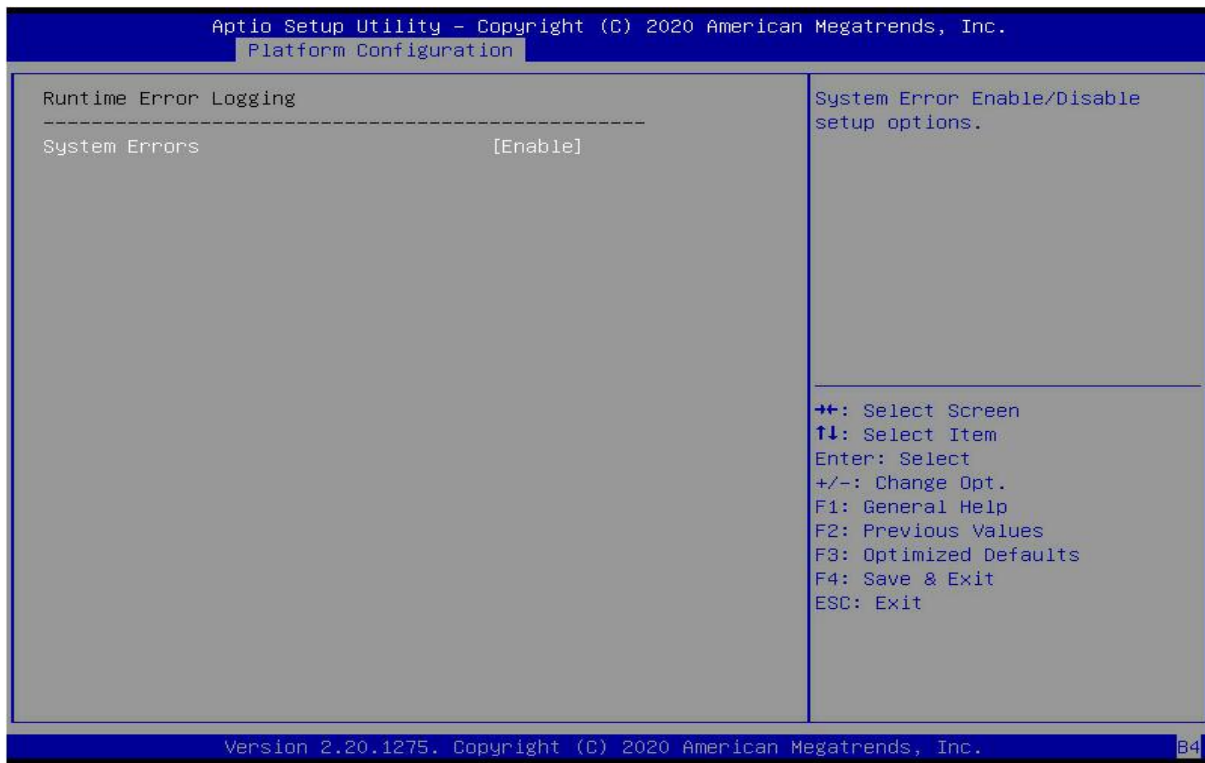 Aptio Setup Utility – Copyright (C) 2020 American Megatrends, Inc.
Platform Configuration
Runtime Error Logging
--------------------------------------------------
System Errors [Enable]
System Error Enable/Disable
setup options.
→←: Select Screen
↑↓: Select Item
Enter: Select
+/-: Change Opt.
F1: General Help
F2: Previous Values
F3: Optimized Defaults
F4: Save & Exit
ESC: Exit
Version 2.20.1275. Copyright (C) 2020 American Megatrends, Inc.
B4